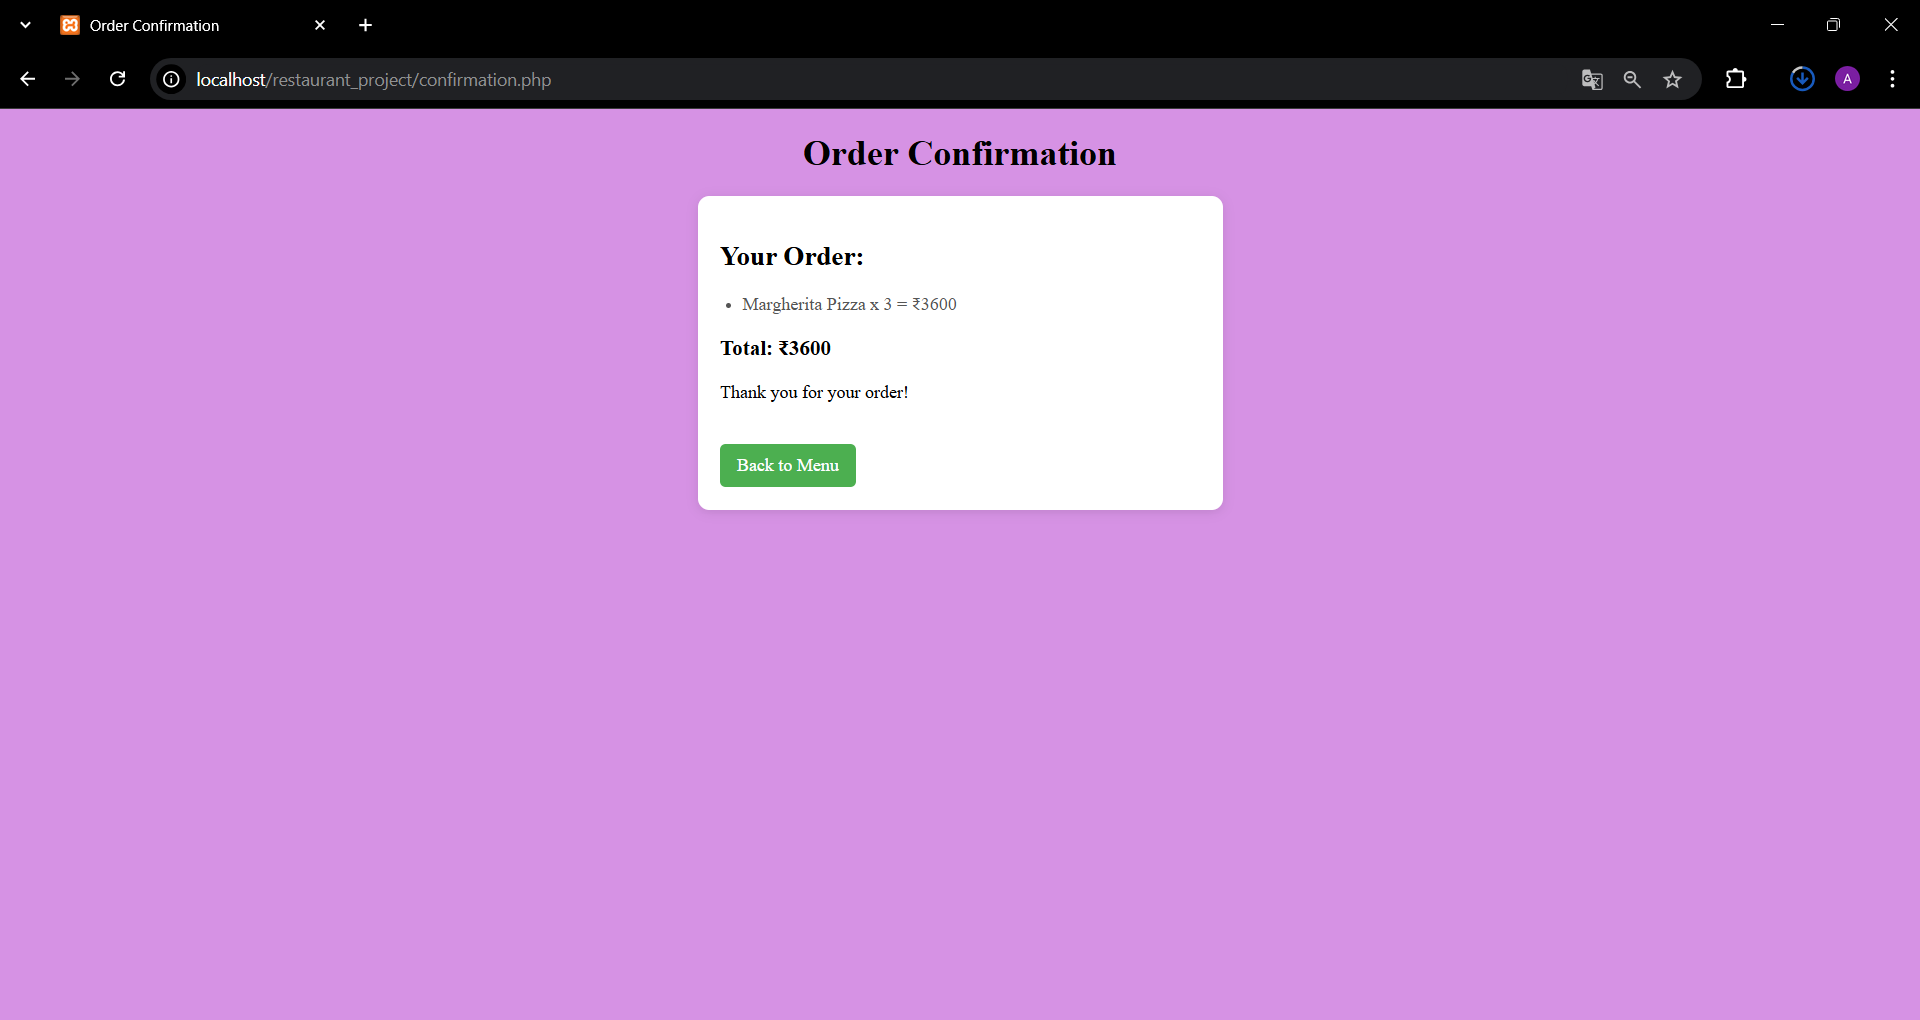 Order Confirmation
localhost/restaurant_project/confirmation.php
A
Order Confirmation
Your Order:
• Margherita Pizza x 3 = ₹3600
Total: ₹3600
Thank you for your order!
Back to Menu